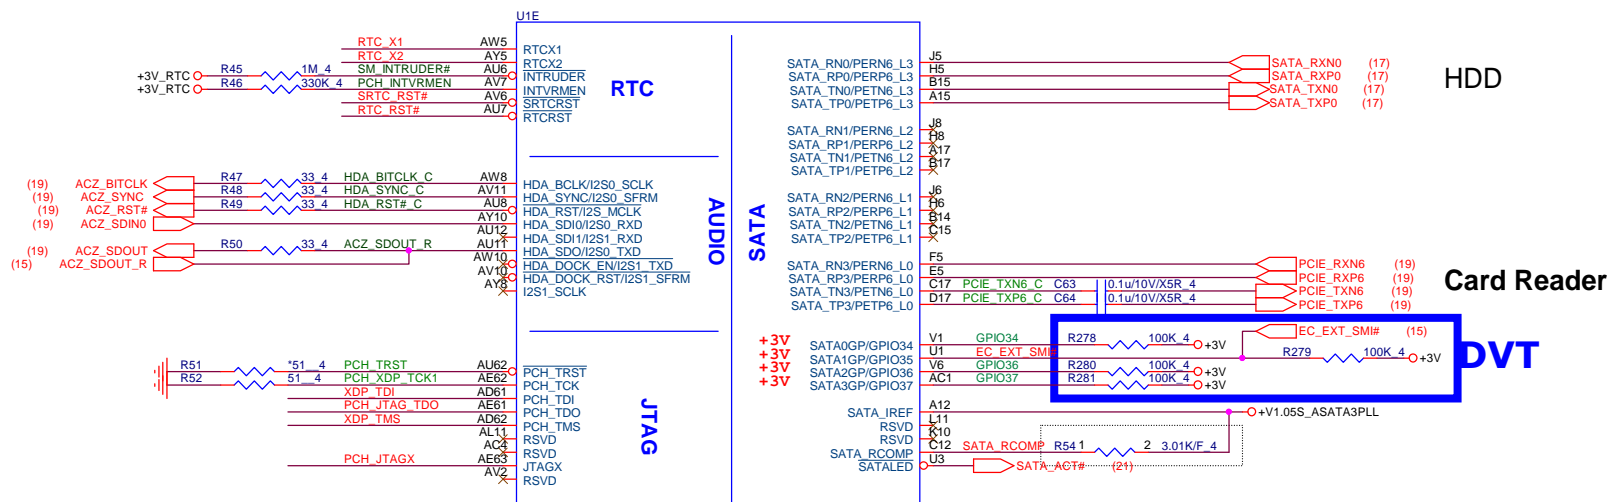 U1E
RTC_X1 AW5 RTCX1
RTC_X2 AY5 RTCX2
+3V_RTC R45 1M_4 SM_INTRUDER# AU6 INTRUDER
+3V_RTC R46 330K_4 PCH_INTVRMEN AV7 INTVRMEN
SRTC_RST# AV6 SRTCRST
RTC_RST# AU7 RTCRST
RTC
(19) ACZ_BITCLK R47 33_4 HDA_BITCLK_C AW8 HDA_BCLK/I2S0_SCLK
(19) ACZ_SYNC R48 33_4 HDA_SYNC_C AV11 HDA_SYNC/I2S0_SFRM
(19) ACZ_RST# R49 33_4 HDA_RST#_C AU8 HDA_RST/I2S_MCLK
(19) ACZ_SDIN0 AY10 HDA_SDI0/I2S0_RXD
AU12 HDA_SDI1/I2S1_RXD
(19) ACZ_SDOUT R50 33_4 ACZ_SDOUT_R AU11 HDA_SDO/I2S0_TXD
(15) ACZ_SDOUT_R AW10 HDA_DOCK_EN/I2S1_TXD
AV10 HDA_DOCK_RST/I2S1_SFRM
AY8 I2S1_SCLK
AUDIO
R51 *51__4 PCH_TRST AU62 PCH_TRST
R52 51__4 PCH_XDP_TCK1 AE62 PCH_TCK
XDP_TDI AD61 PCH_TDI
PCH_JTAG_TDO AE61 PCH_TDO
XDP_TMS AD62 PCH_TMS
AL11 RSVD
AC4 RSVD
PCH_JTAGX AE63 JTAGX
AV2 RSVD
JTAG
SATA
SATA_RN0/PERN6_L3 J5 SATA_RXN0 (17)
SATA_RP0/PERP6_L3 H5 SATA_RXP0 (17)
SATA_TN0/PETN6_L3 B15 SATA_TXN0 (17)
SATA_TP0/PETP6_L3 A15 SATA_TXP0 (17)
HDD
SATA_RN1/PERN6_L2 J8
SATA_RP1/PERP6_L2 H8
SATA_TN1/PETN6_L2 A17
SATA_TP1/PETP6_L2 B17
SATA_RN2/PERN6_L1 J6
SATA_RP2/PERP6_L1 H6
SATA_TN2/PETN6_L1 B14
SATA_TP2/PETP6_L1 C15
SATA_RN3/PERN6_L0 F5 PCIE_RXN6 (19)
SATA_RP3/PERP6_L0 E5 PCIE_RXP6 (19)
SATA_TN3/PETN6_L0 C17 PCIE_TXN6_C C63 0.1u/10V/X5R_4 PCIE_TXN6 (19)
SATA_TP3/PETP6_L0 D17 PCIE_TXP6_C C64 0.1u/10V/X5R_4 PCIE_TXP6 (19)
Card Reader
EC_EXT_SMI# (15)
+3V SATA0GP/GPIO34 V1 GPIO34 R278 100K_4 +3V
+3V SATA1GP/GPIO35 U1 EC_EXT_SMI# R279 100K_4 +3V
+3V SATA2GP/GPIO36 V6 GPIO36 R280 100K_4 +3V
+3V SATA3GP/GPIO37 AC1 GPIO37 R281 100K_4 +3V
DVT
SATA_IREF A12 +V1.05S_ASATA3PLL
RSVD L11
RSVD K10
SATA_RCOMP C12 SATA_RCOMP R54 1 2 3.01K/F_4
SATALED U3 SATA_ACT# (21)